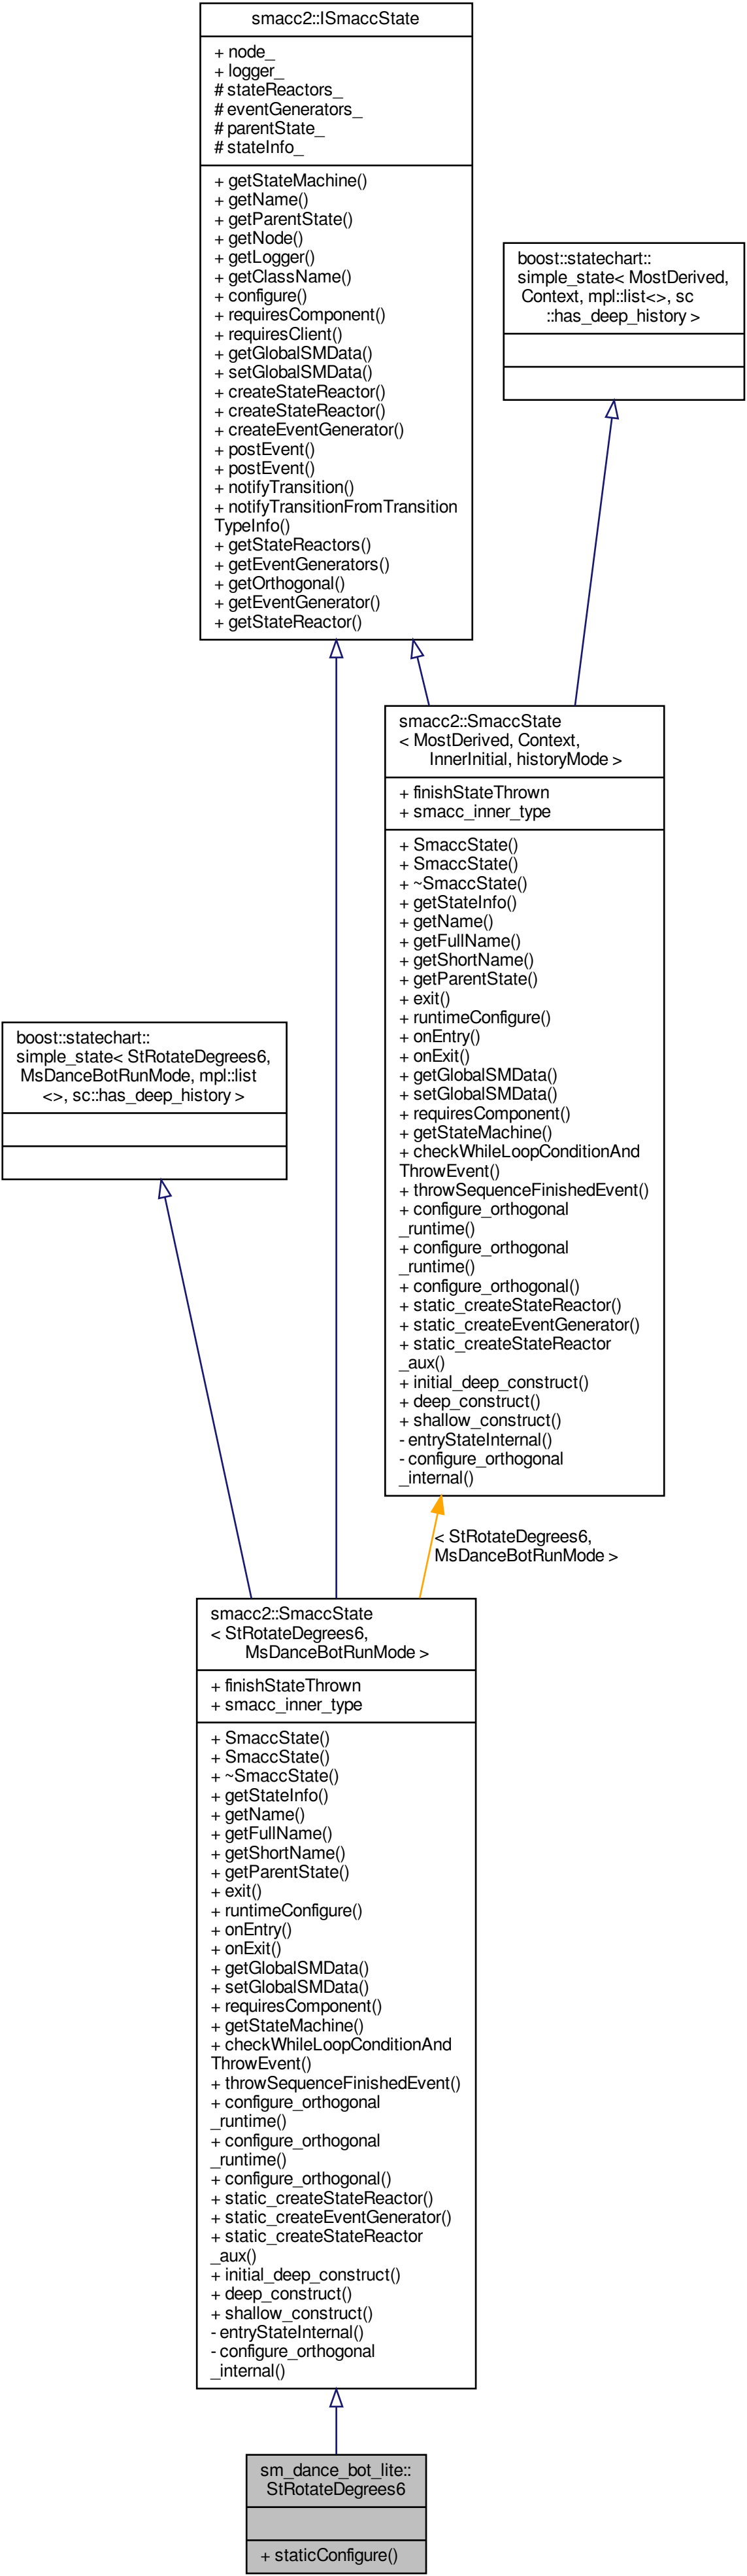 smacc2::ISmaccState
+ node_
+ logger_
# stateReactors_
# eventGenerators_
# parentState_
# stateInfo_
+ getStateMachine()
+ getName()
+ getParentState()
+ getNode()
+ getLogger()
+ getClassName()
+ configure()
+ requiresComponent()
+ requiresClient()
+ getGlobalSMData()
+ setGlobalSMData()
+ createStateReactor()
+ createStateReactor()
+ createEventGenerator()
+ postEvent()
+ postEvent()
+ notifyTransition()
+ notifyTransitionFromTransition
TypeInfo()
+ getStateReactors()
+ getEventGenerators()
+ getOrthogonal()
+ getEventGenerator()
+ getStateReactor()
boost::statechart::
simple_state< MostDerived,
Context, mpl::list<>, sc
::has_deep_history >
smacc2::SmaccState
< MostDerived, Context,
InnerInitial, historyMode >
+ finishStateThrown
+ smacc_inner_type
+ SmaccState()
+ SmaccState()
+ ~SmaccState()
+ getStateInfo()
+ getName()
+ getFullName()
+ getShortName()
+ getParentState()
+ exit()
+ runtimeConfigure()
+ onEntry()
+ onExit()
+ getGlobalSMData()
+ setGlobalSMData()
+ requiresComponent()
+ getStateMachine()
+ checkWhileLoopConditionAnd
ThrowEvent()
+ throwSequenceFinishedEvent()
+ configure_orthogonal
_runtime()
+ configure_orthogonal
_runtime()
+ configure_orthogonal()
+ static_createStateReactor()
+ static_createEventGenerator()
+ static_createStateReactor
_aux()
+ initial_deep_construct()
+ deep_construct()
+ shallow_construct()
- entryStateInternal()
- configure_orthogonal
_internal()
boost::statechart::
simple_state< StRotateDegrees6,
MsDanceBotRunMode, mpl::list
<>, sc::has_deep_history >
< StRotateDegrees6,
MsDanceBotRunMode >
smacc2::SmaccState
< StRotateDegrees6,
MsDanceBotRunMode >
+ finishStateThrown
+ smacc_inner_type
+ SmaccState()
+ SmaccState()
+ ~SmaccState()
+ getStateInfo()
+ getName()
+ getFullName()
+ getShortName()
+ getParentState()
+ exit()
+ runtimeConfigure()
+ onEntry()
+ onExit()
+ getGlobalSMData()
+ setGlobalSMData()
+ requiresComponent()
+ getStateMachine()
+ checkWhileLoopConditionAnd
ThrowEvent()
+ throwSequenceFinishedEvent()
+ configure_orthogonal
_runtime()
+ configure_orthogonal
_runtime()
+ configure_orthogonal()
+ static_createStateReactor()
+ static_createEventGenerator()
+ static_createStateReactor
_aux()
+ initial_deep_construct()
+ deep_construct()
+ shallow_construct()
- entryStateInternal()
- configure_orthogonal
_internal()
sm_dance_bot_lite::
StRotateDegrees6
+ staticConfigure()